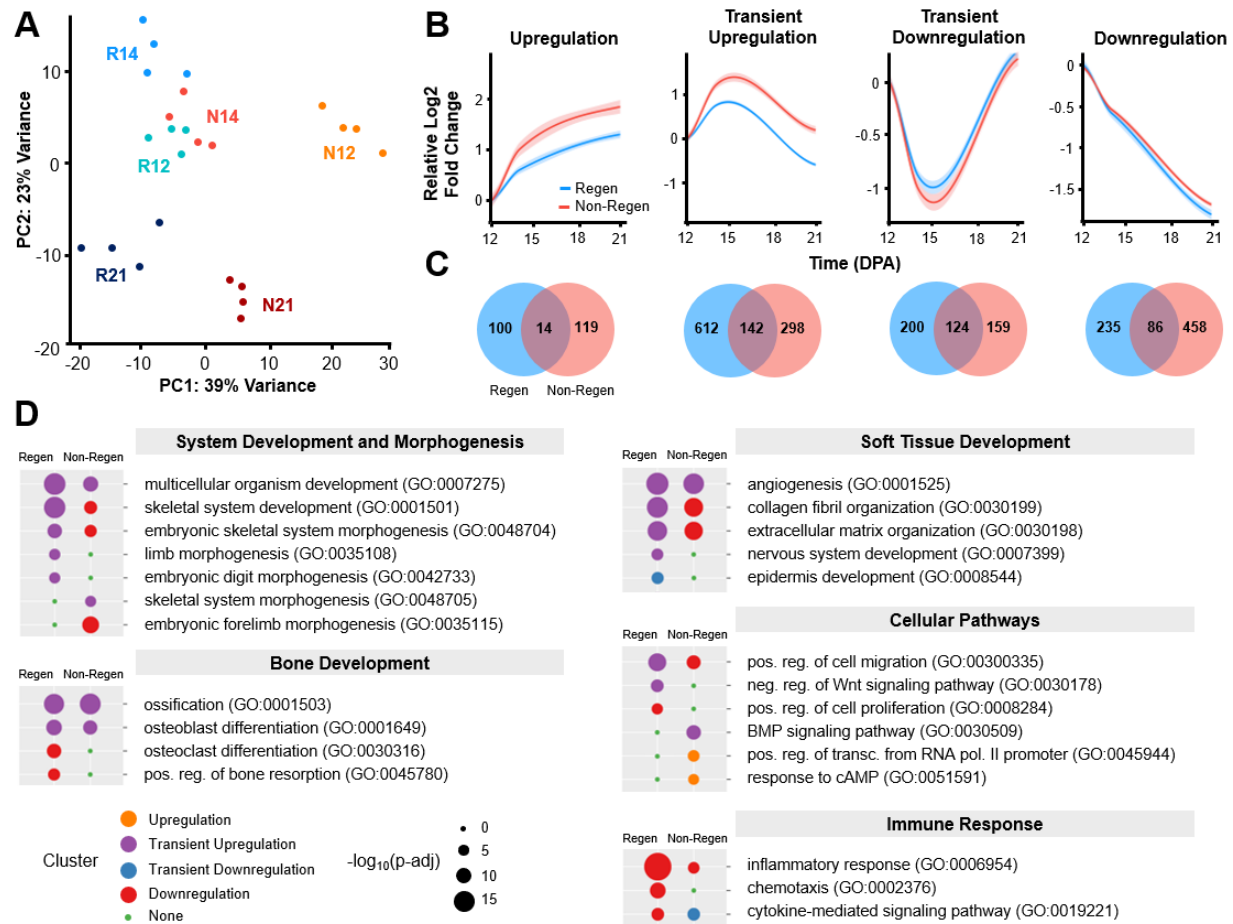 A
PC2: 23% Variance
10
0
-10
-20
R14
N14
R12
N12
R21
N21
-20
-10
0
10
20
30
PC1: 39% Variance
B
Relative Log2
Fold Change
Upregulation
2
1
0
Regen
Non-Regen
12 15 18 21
Transient
Upregulation
1
0
-1
12 15 18 21
Transient
Downregulation
0
-0.5
-1
12 15 18 21
Downregulation
0
-0.5
-1
-1.5
12 15 18 21
Time (DPA)
C
100 14 119
Regen Non-Regen
612 142 298
200 124 159
235 86 458
D
System Development and Morphogenesis
Regen Non-Regen
multicellular organism development (GO:0007275)
skeletal system development (GO:0001501)
embryonic skeletal system morphogenesis (GO:0048704)
limb morphogenesis (GO:0035108)
embryonic digit morphogenesis (GO:0042733)
skeletal system morphogenesis (GO:0048705)
embryonic forelimb morphogenesis (GO:0035115)
Bone Development
Regen Non-Regen
ossification (GO:0001503)
osteoblast differentiation (GO:0001649)
osteoclast differentiation (GO:0030316)
pos. reg. of bone resorption (GO:0045780)
Cluster
Upregulation
Transient Upregulation
Transient Downregulation
Downregulation
None
-log10(p-adj)
0
5
10
15
Soft Tissue Development
Regen Non-Regen
angiogenesis (GO:0001525)
collagen fibril organization (GO:0030199)
extracellular matrix organization (GO:0030198)
nervous system development (GO:0007399)
epidermis development (GO:0008544)
Cellular Pathways
Regen Non-Regen
pos. reg. of cell migration (GO:00300335)
neg. reg. of Wnt signaling pathway (GO:0030178)
pos. reg. of cell proliferation (GO:0008284)
BMP signaling pathway (GO:0030509)
pos. reg. of transc. from RNA pol. II promoter (GO:0045944)
response to cAMP (GO:0051591)
Immune Response
Regen Non-Regen
inflammatory response (GO:0006954)
chemotaxis (GO:0002376)
cytokine-mediated signaling pathway (GO:0019221)